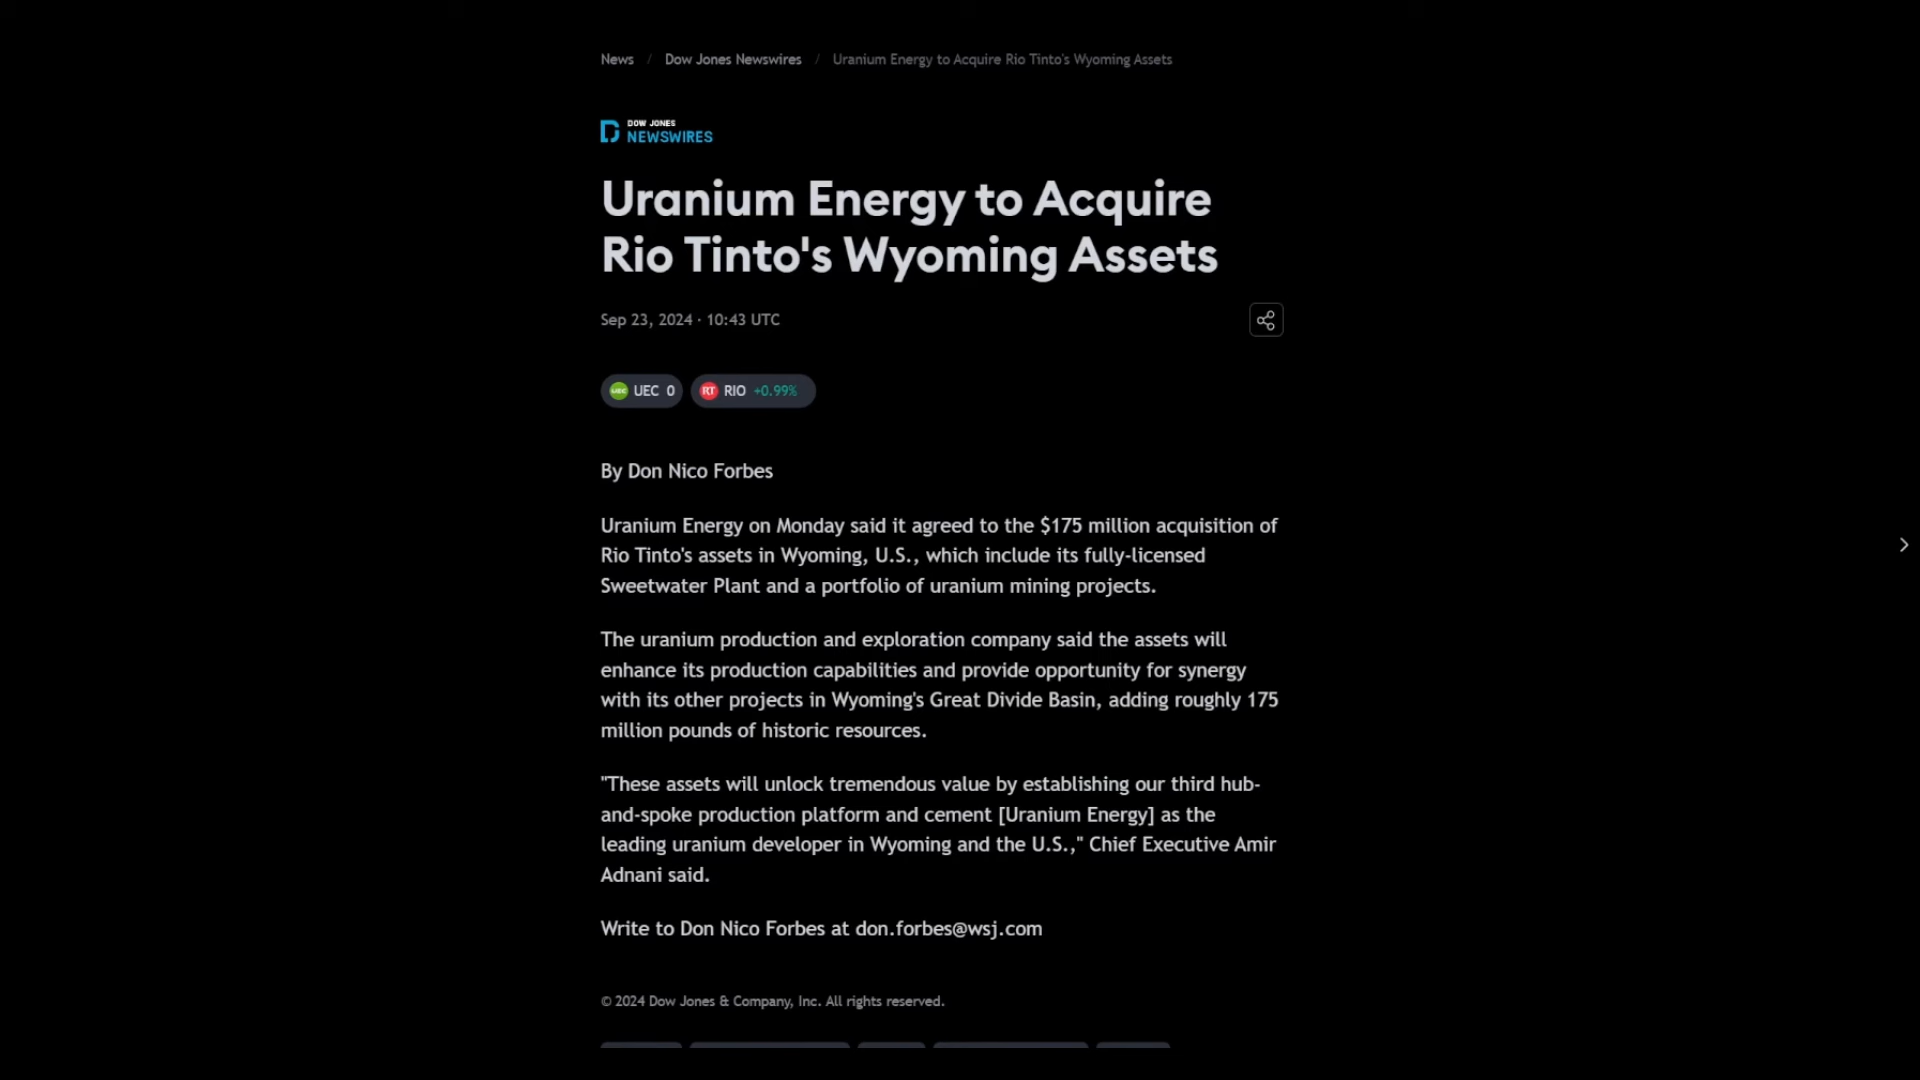 News / Dow Jones Newswires / Uranium Energy to Acquire Rio Tinto's Wyoming Assets
DOW JONES
NEWSWIRES
Uranium Energy to Acquire
Rio Tinto's Wyoming Assets
Sep 23, 2024 · 10:43 UTC
UEC UEC 0 RT RIO +0.99%
By Don Nico Forbes
Uranium Energy on Monday said it agreed to the $175 million acquisition of
Rio Tinto's assets in Wyoming, U.S., which include its fully-licensed
Sweetwater Plant and a portfolio of uranium mining projects.
The uranium production and exploration company said the assets will
enhance its production capabilities and provide opportunity for synergy
with its other projects in Wyoming's Great Divide Basin, adding roughly 175
million pounds of historic resources.
"These assets will unlock tremendous value by establishing our third hub-
and-spoke production platform and cement [Uranium Energy] as the
leading uranium developer in Wyoming and the U.S.," Chief Executive Amir
Adnani said.
Write to Don Nico Forbes at don.forbes@wsj.com
© 2024 Dow Jones & Company, Inc. All rights reserved.